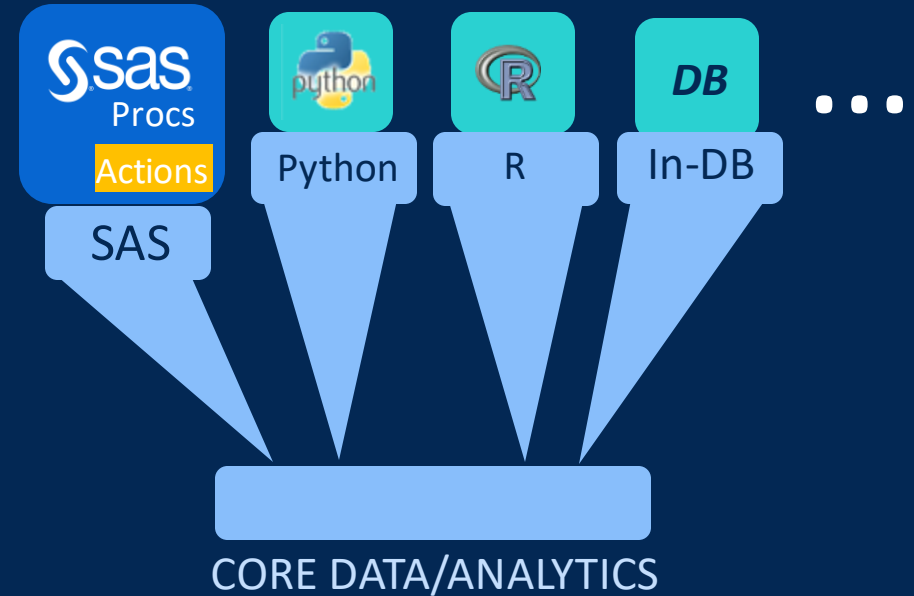 sas
Procs
Actions
SAS
python
Python
R
R
DB
In-DB
...
CORE DATA/ANALYTICS